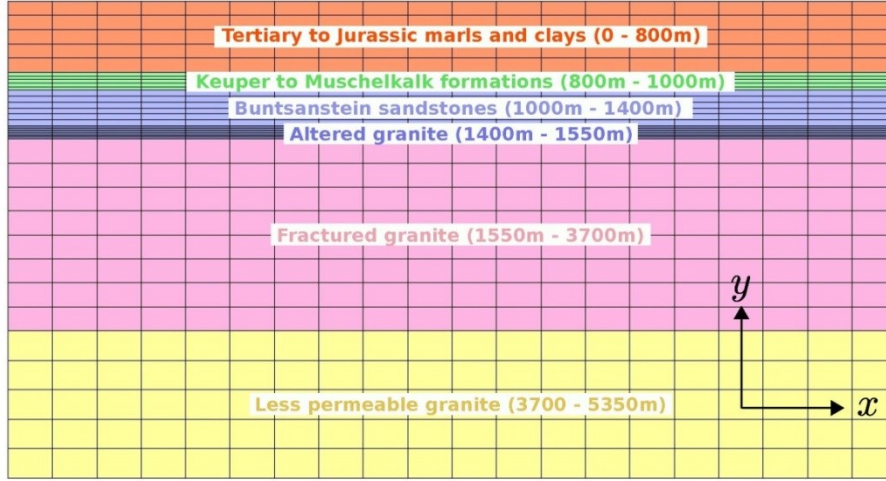 Tertiary to Jurassic marls and clays (0 - 800m)
Keuper to Muschelkalk formations (800m - 1000m)
Buntsanstein sandstones (1000m - 1400m)
Altered granite (1400m - 1550m)
Fractured granite (1550m - 3700m)
y
Less permeable granite (3700 - 5350m)
x